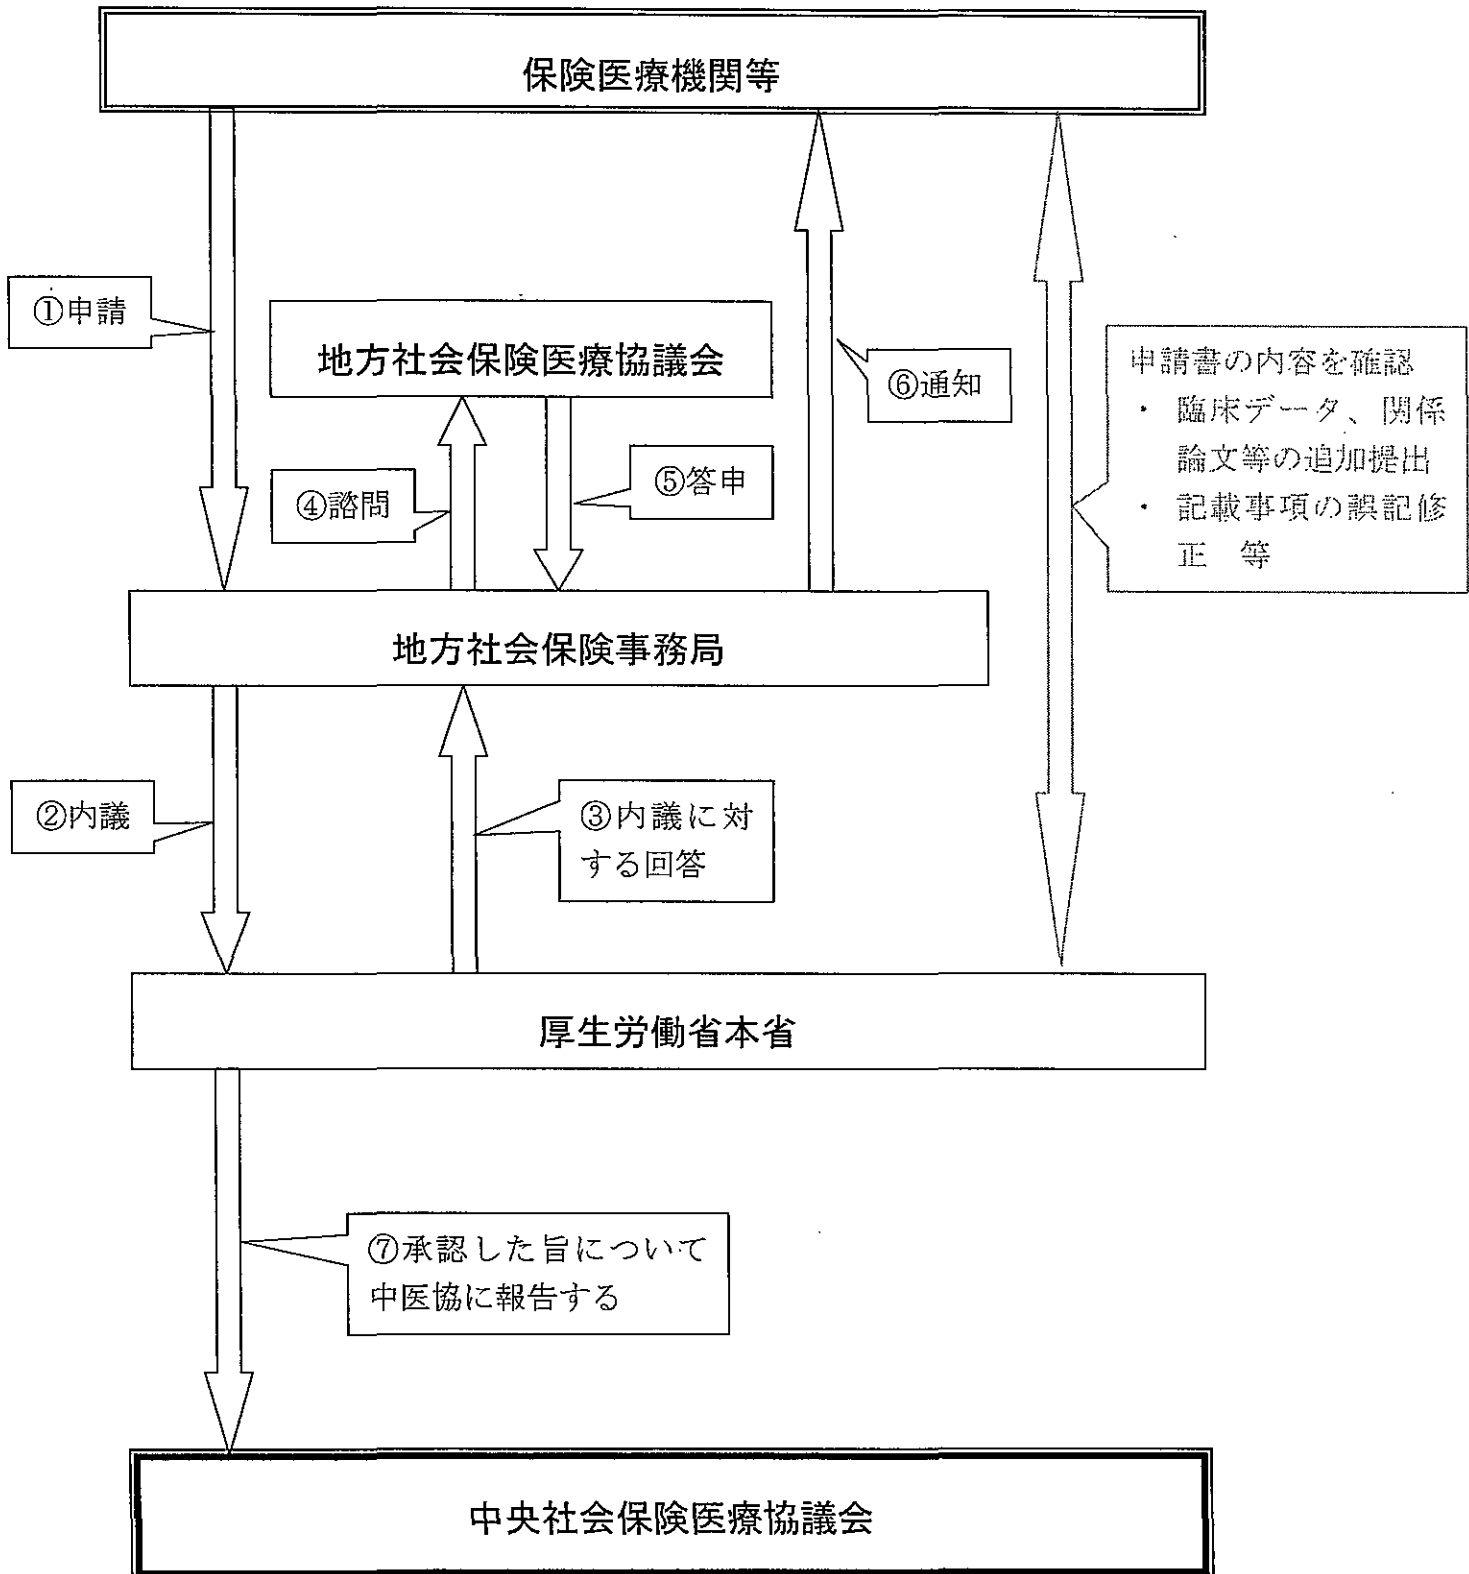 保険医療機関等
①申請
地方社会保険医療協議会
⑥通知
申請書の内容を確認
・ 臨床データ、関係
論文等の追加提出
・ 記載事項の誤記修
正 等
④諮問
⑤答申
地方社会保険事務局
②内議
③内議に対
する回答
厚生労働省本省
⑦承認した旨について
中医協に報告する
中央社会保険医療協議会